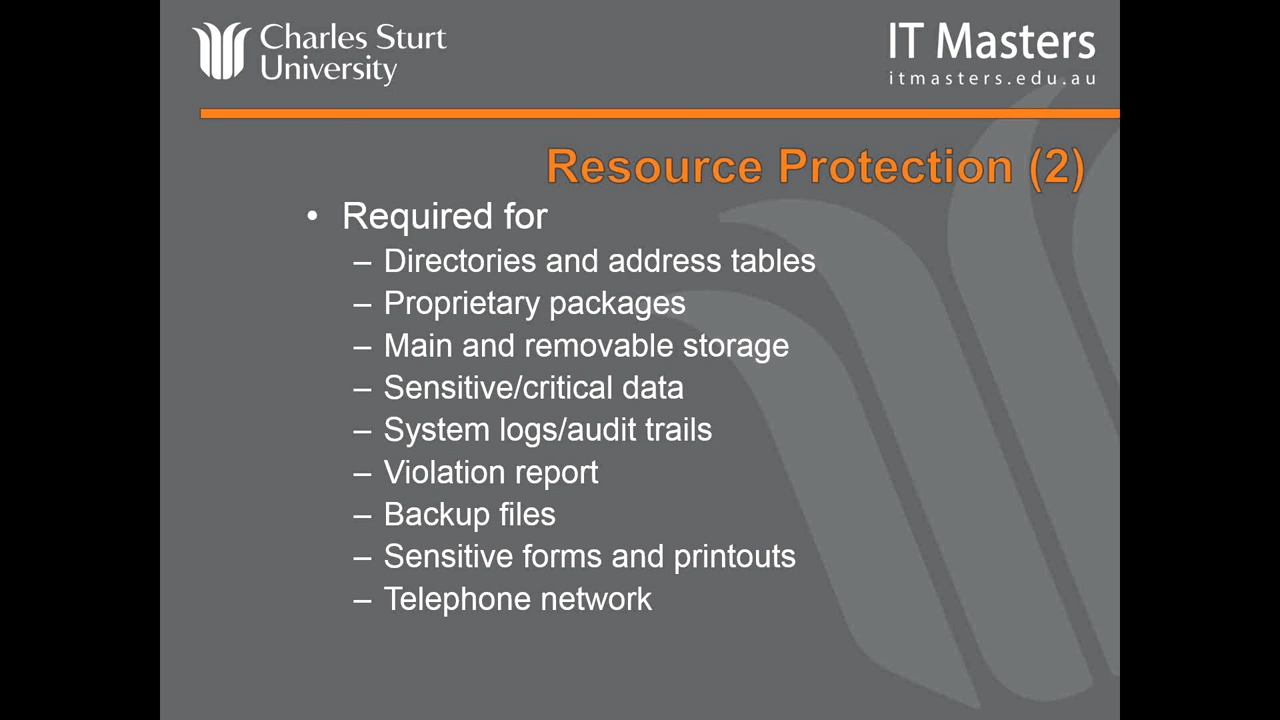 Charles Sturt
University
IT Masters
itmasters.edu.au
Resource Protection (2)
• Required for
– Directories and address tables
– Proprietary packages
– Main and removable storage
– Sensitive/critical data
– System logs/audit trails
– Violation report
– Backup files
– Sensitive forms and printouts
– Telephone network